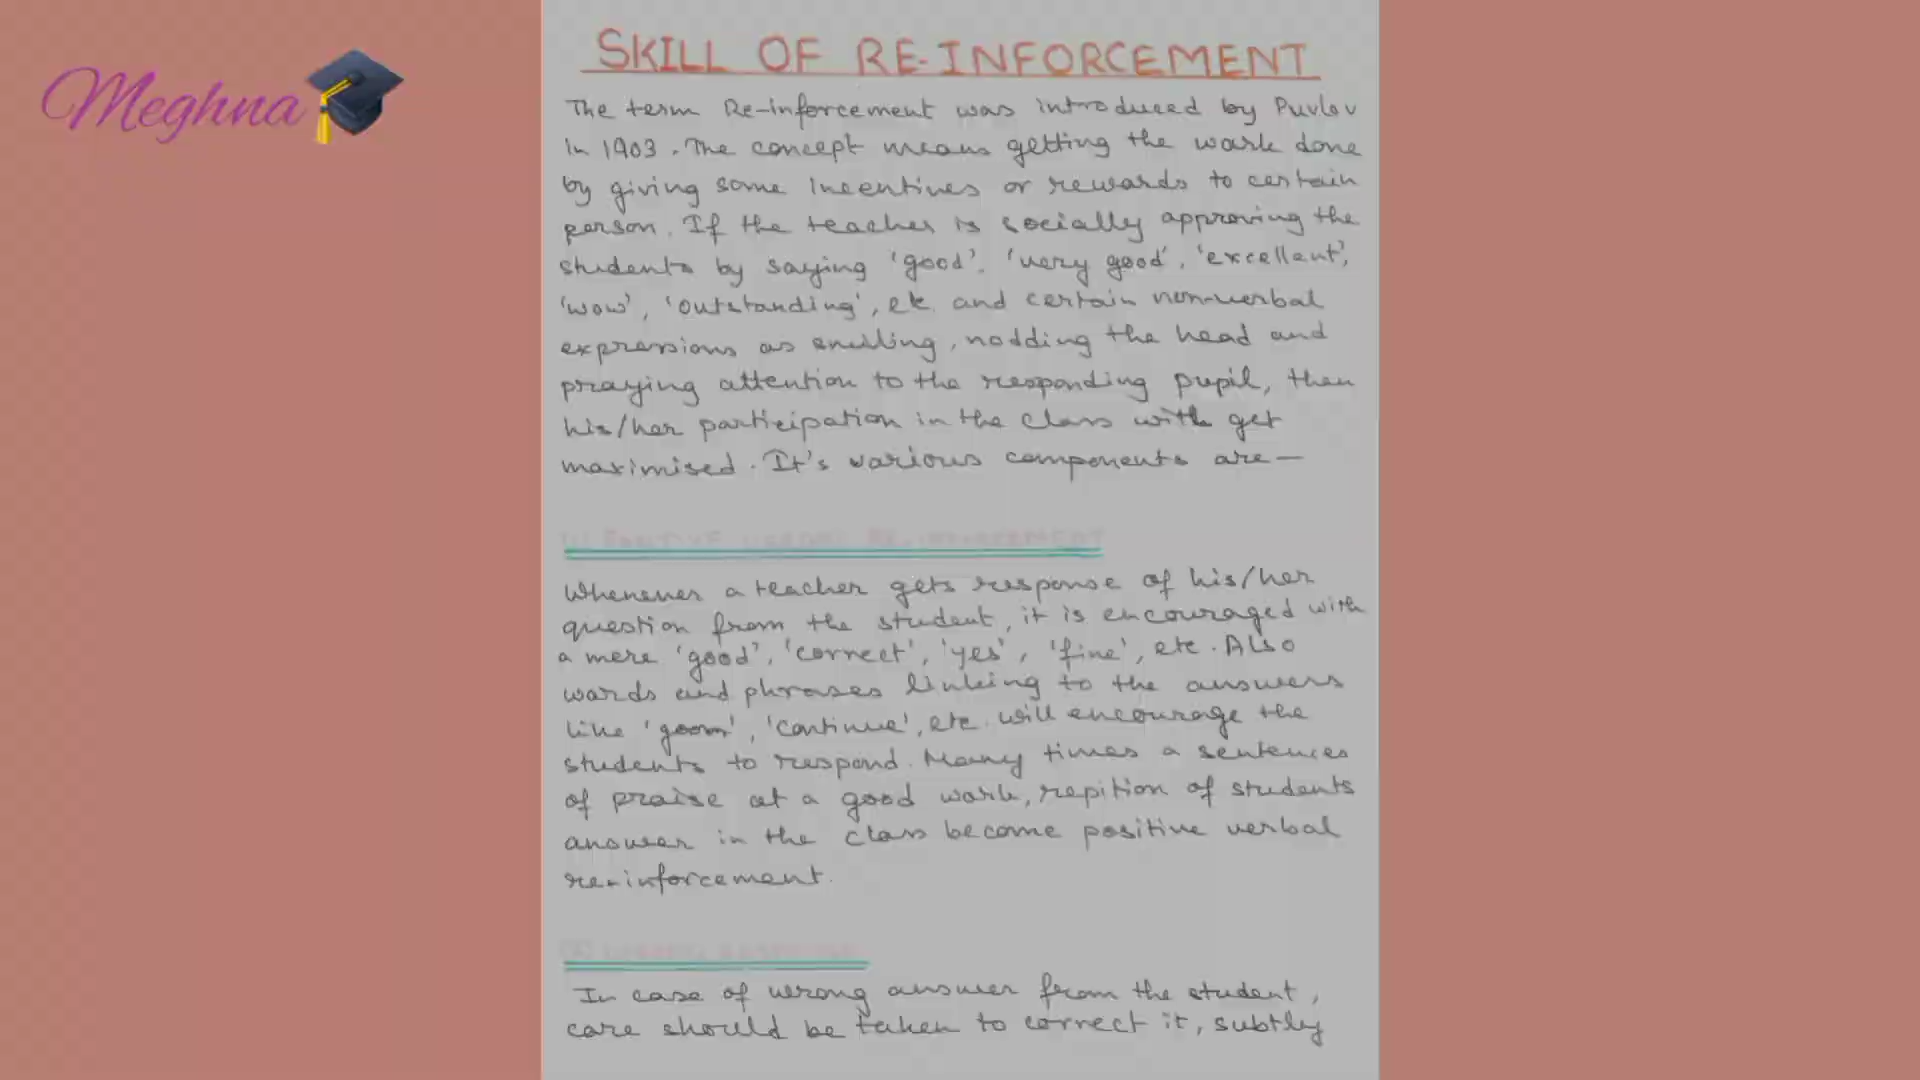 Meghna
SKILL OF RE-INFORCEMENT
The term Re-inforcement was introduced by Puvlov
in 1903. The concept means getting the work done
by giving some incentives or rewards to certain
person. If the teacher is socially approving the
students by saying 'good', 'very good', 'excellent',
'wow', 'outstanding', etc. and certain non-verbal
expressions as smiling, nodding the head and
praying attention to the responding pupil, then
his/her participation in the class with get
maximised. It's various components are—
RE-INFORCEMENT
Whenever a teacher gets response of his/her
question from the student, it is encouraged with
a mere 'good', 'correct', 'yes', 'fine', etc. Also
words and phrases linking to the answers
like 'goom', 'continue', etc. will encourage the
students to respond. Many times a sentences
of praise at a good work, repition of students
answer in the class become positive verbal
re-inforcement.
In case of wrong answer from the student,
care should be taken to correct it, subtly